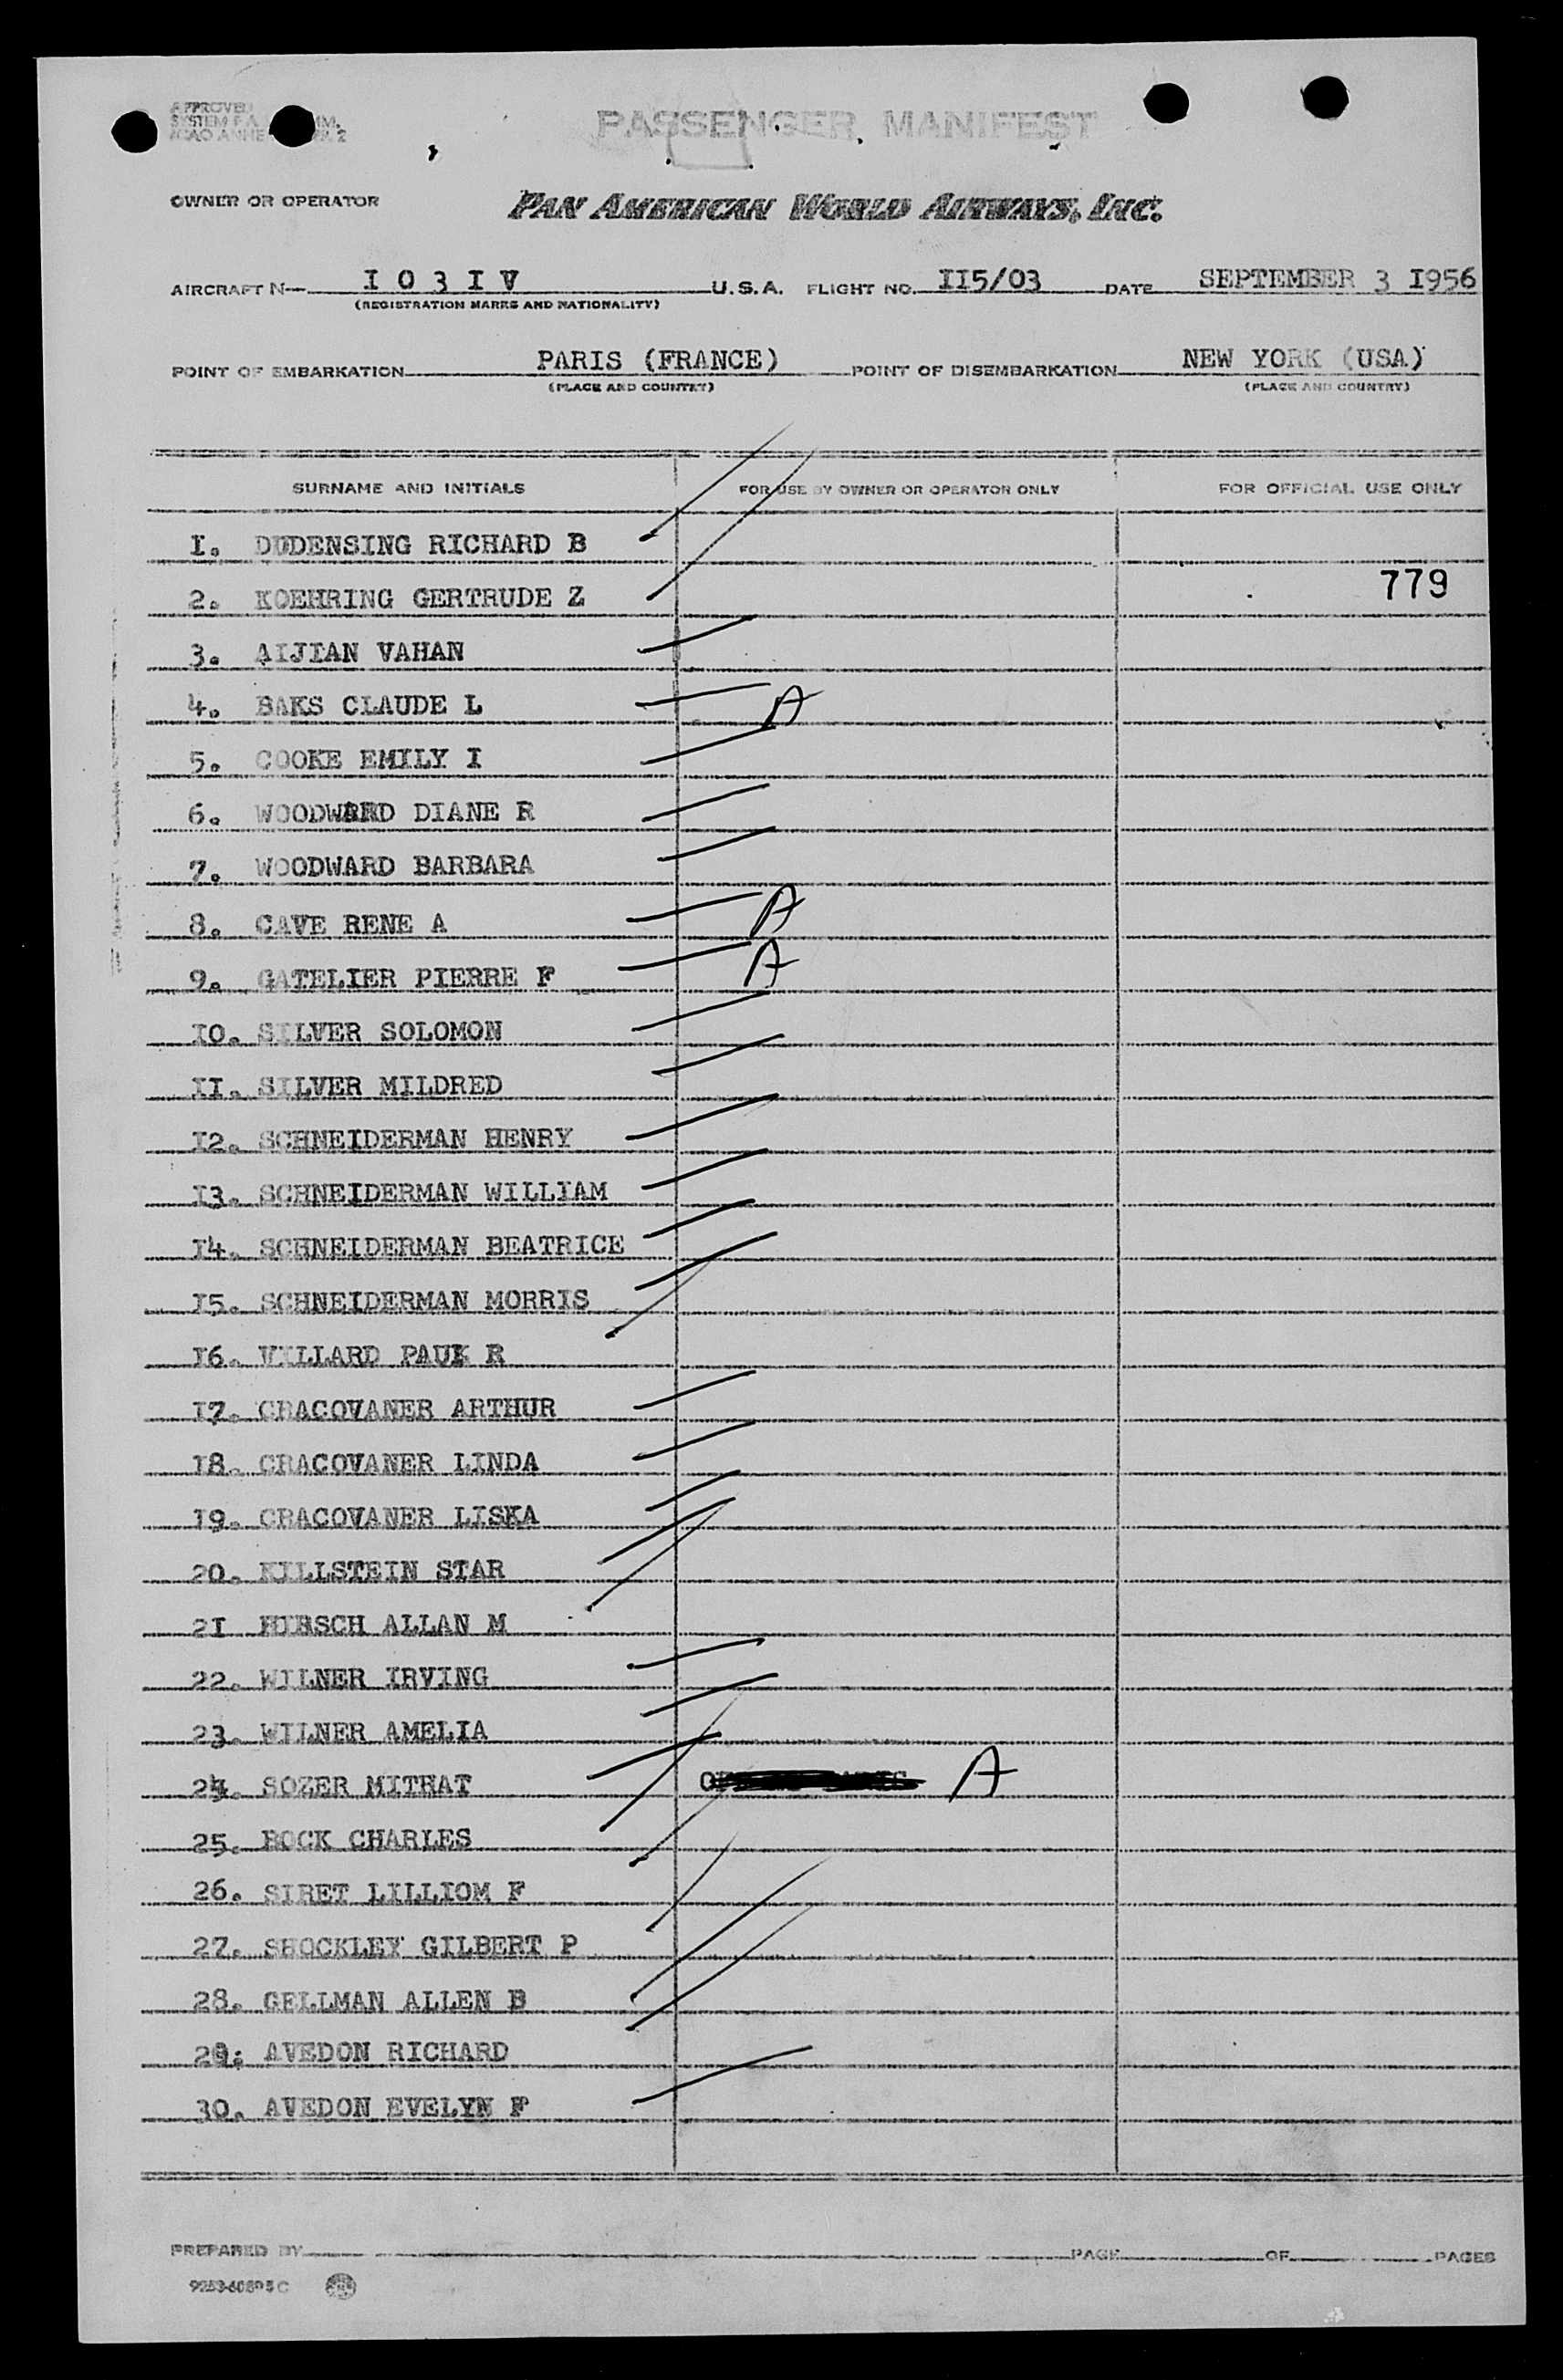 APPROVED
PASSENGER MANIFEST
OWNER OR OPERATOR PAN AMERICAN WORLD AIRWAYS, INC.
AIRCRAFT N— I 0 3 I V U.S.A. FLIGHT NO. II5/03 DATE SEPTEMBER 3 I956
(REGISTRATION MARKS AND NATIONALITY)
POINT OF EMBARKATION PARIS (FRANCE) POINT OF DISEMBARKATION NEW YORK (USA)
(PLACE AND COUNTRY) (PLACE AND COUNTRY)
SURNAME AND INITIALS FOR USE BY OWNER OR OPERATOR ONLY FOR OFFICIAL USE ONLY
I. DUDENSING RICHARD B
2. KOEHRING GERTRUDE Z 779
3. AIJIAN VAHAN
4. BAKS CLAUDE L A
5. COOKE EMILY I
6. WOODWARD DIANE R
7. WOODWARD BARBARA
8. CAVE RENE A A
9. GATELIER PIERRE F A
I0. SILVER SOLOMON
II. SILVER MILDRED
I2. SCHNEIDERMAN HENRY
I3. SCHNEIDERMAN WILLIAM
I4. SCHNEIDERMAN BEATRICE
I5. SCHNEIDERMAN MORRIS
I6. WILLARD PAUK R
I7. CRACOVANER ARTHUR
I8. CRACOVANER LINDA
I9. CRACOVANER LISKA
20. KILLSTEIN STAR
2I HIRSCH ALLAN M
22. WILNER IRVING
23. WILNER AMELIA
24. SOZER MITHAT A
25. BOCK CHARLES
26. SIRET LILLIOM F
27. SHOCKLEY GILBERT P
28. GELLMAN ALLEN B
29. AVEDON RICHARD
30. AVEDON EVELYN F
PREPARED BY PAGE OF PAGES